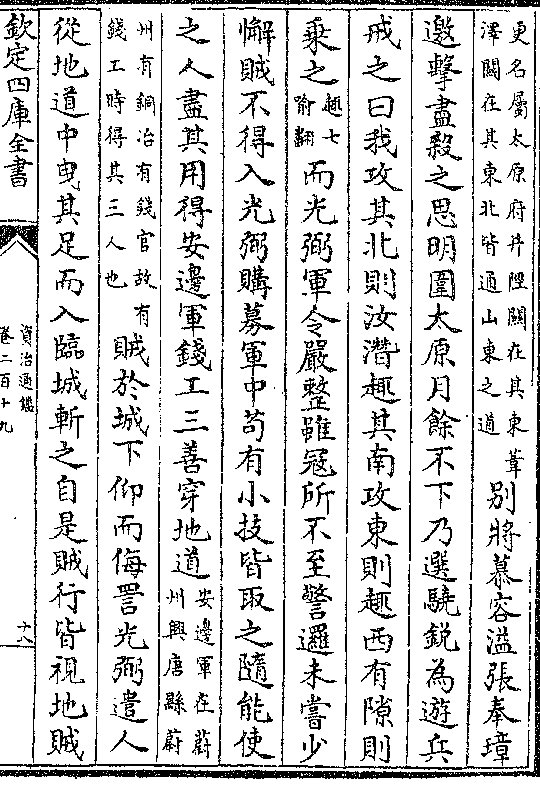 更名屬太原府井陘關在其東葦
澤關在其東北皆通山東之道
別將慕容溢張奉璋
邀擊盡殺之思明圍太原月餘不下乃選驍銳為遊兵
戒之曰我攻其北則汝潛趣其南攻東則趣西有隙則
乘之
趣七
喻翻
而光弼軍令嚴整雖冦所不至警邏未嘗少
懈賊不得入光弼購募軍中苟有小技皆取之隨能使
之人盡其用得安邊軍錢工三善穿地道
安邊軍在蔚
州興唐縣蔚
州有銅冶有錢官故有
錢工時得其三人也
賊於城下仰而侮詈光弼遣人
從地道中曳其足而入臨城斬之自是賊行皆視地賊
欽定四庫全書
資治通鑑
卷二百十九
十八